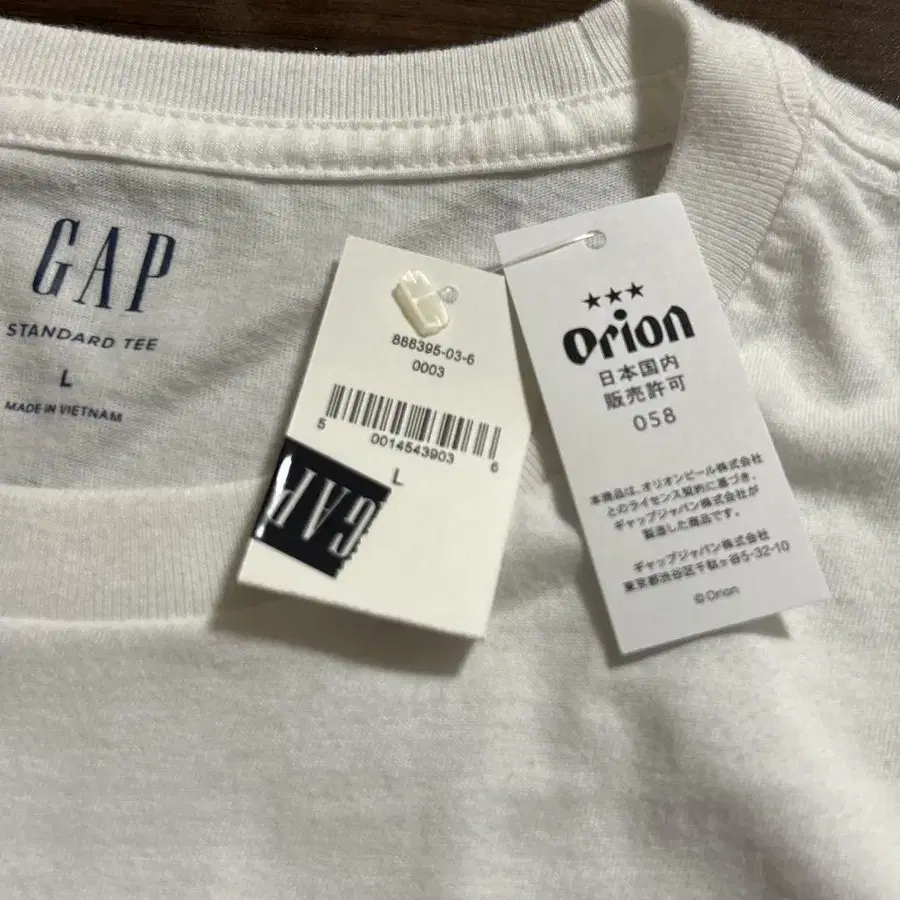 GAP
STANDARD TEE
L
MADE IN VIETNAM
888395-03-6
0003
5 0014543903 6
L
GAP
★★★
Orion
日本国内
販売許可
058
本商品は、オリオンビール株式会社
とのライセンス契約に基づき、
ギャップジャパン株式会社が
製造した商品です。
ギャップジャパン株式会社
東京都渋谷区千駄ヶ谷5-32-10
© Orion